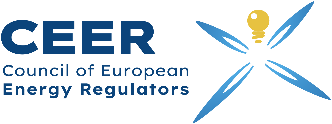 CEER
Council of European
Energy Regulators